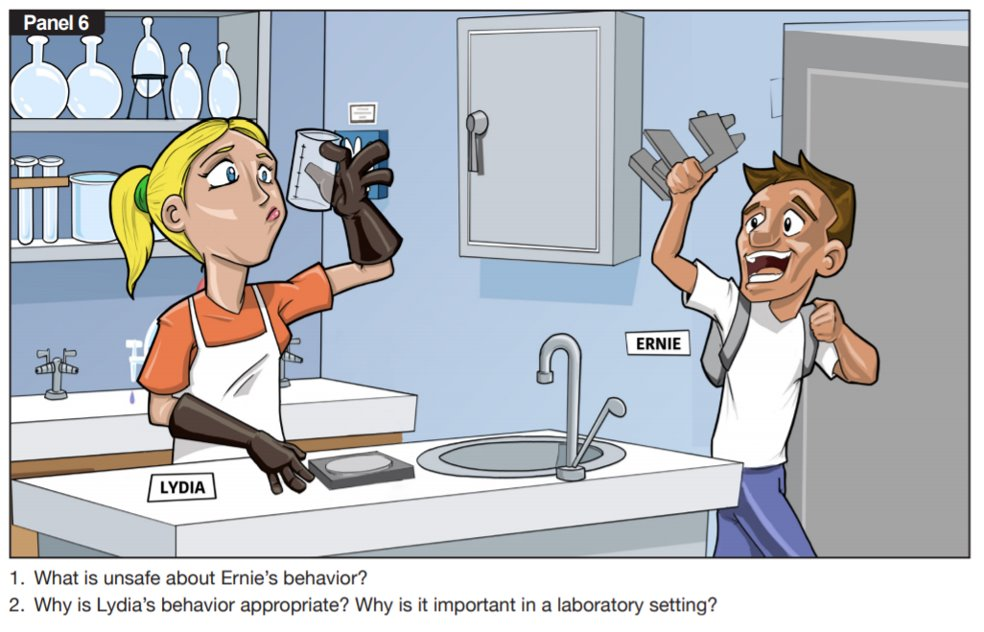 Panel 6
ERNIE
LYDIA
1. What is unsafe about Ernie's behavior?
2. Why is Lydia's behavior appropriate? Why is it important in a laboratory setting?